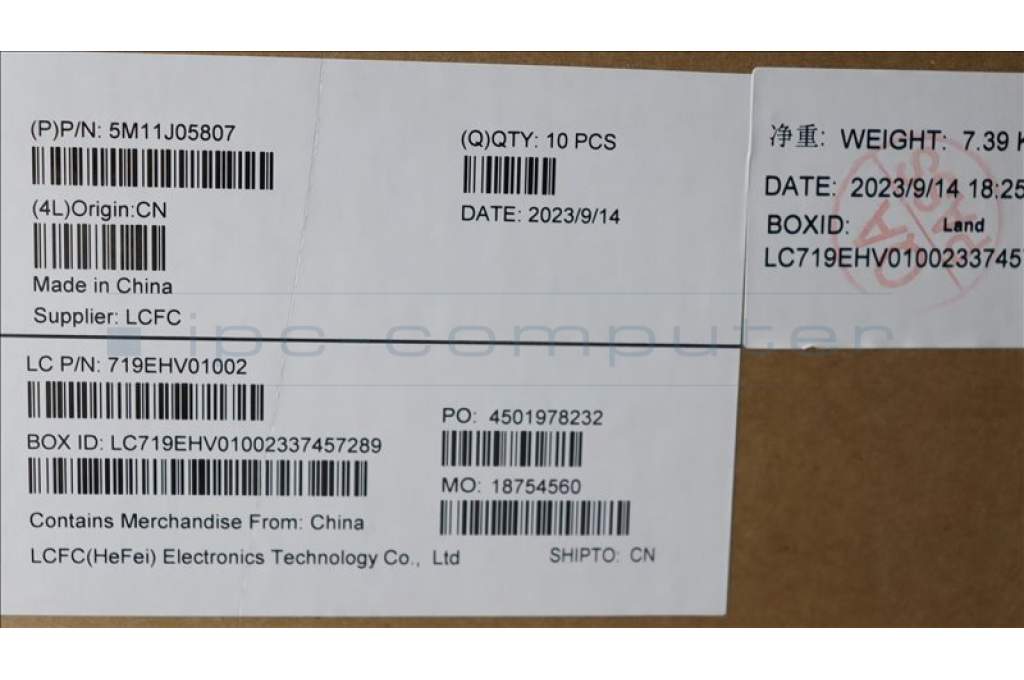 (P)P/N: 5M11J05807
(4L)Origin:CN
Made in China
Supplier: LCFC
(Q)QTY: 10 PCS
DATE: 2023/9/14
LC P/N: 719EHV01002
BOX ID: LC719EHV01002337457289
Contains Merchandise From: China
LCFC(HeFei) Electronics Technology Co., Ltd
PO: 4501978232
MO: 18754560
SHIPTO: CN
净重: WEIGHT: 7.39
DATE: 2023/9/14 18:25
BOXID: Land
LC719EHV0100233745
QA PASS
ipc computer